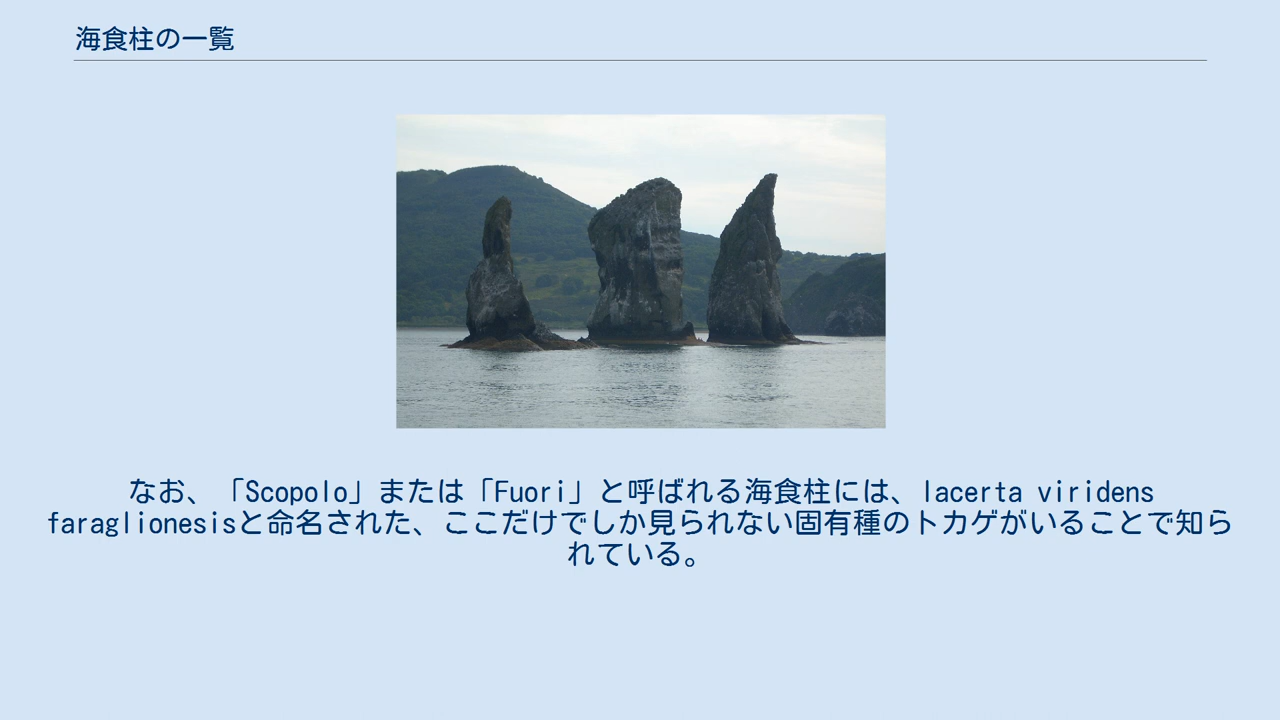 海食柱の一覧
なお、「Scopolo」または「Fuori」と呼ばれる海食柱には、lacerta viridens
faraglionesisと命名された、ここだけでしか見られない固有種のトカゲがいることで知ら
れている。